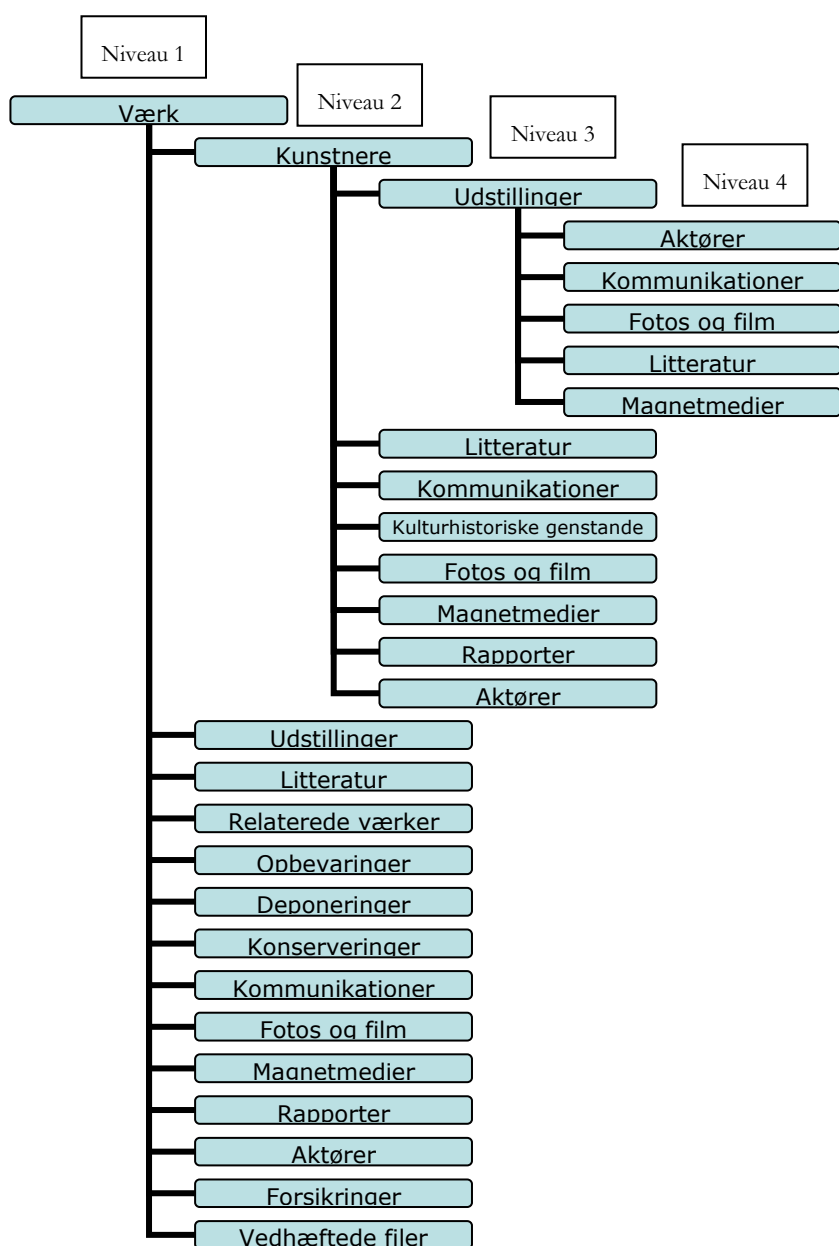 Niveau 1
Niveau 2
Niveau 3
Niveau 4
Værk
Kunstnere
Udstillinger
Aktører
Kommunikationer
Fotos og film
Litteratur
Magnetmedier
Litteratur
Kommunikationer
Kulturhistoriske genstande
Fotos og film
Magnetmedier
Rapporter
Aktører
Udstillinger
Litteratur
Relaterede værker
Opbevaringer
Deponeringer
Konserveringer
Kommunikationer
Fotos og film
Magnetmedier
Rapporter
Aktører
Forsikringer
Vedhæftede filer